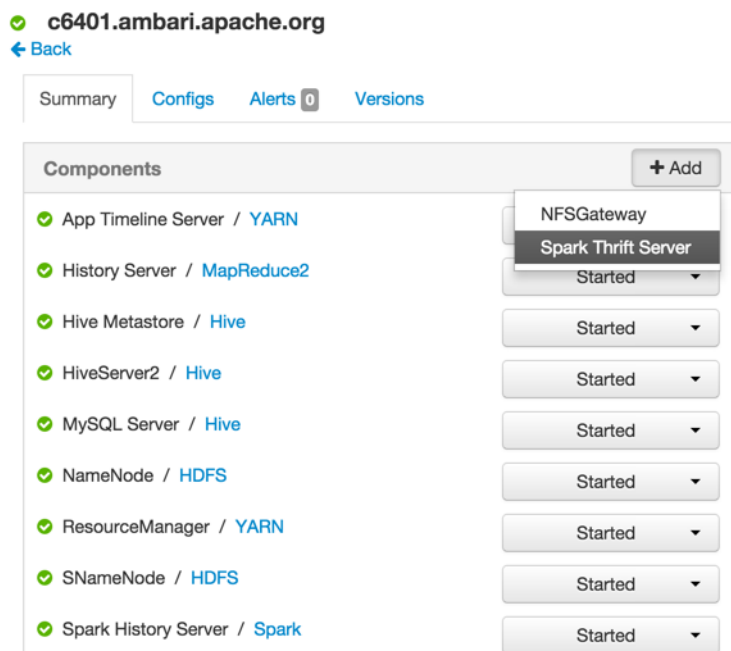 c6401.ambari.apache.org
Back
Summary Configs Alerts 0 Versions
Components + Add
NFSGateway
Spark Thrift Server
App Timeline Server / YARN
History Server / MapReduce2 Started
Hive Metastore / Hive Started
HiveServer2 / Hive Started
MySQL Server / Hive Started
NameNode / HDFS Started
ResourceManager / YARN Started
SNameNode / HDFS Started
Spark History Server / Spark Started